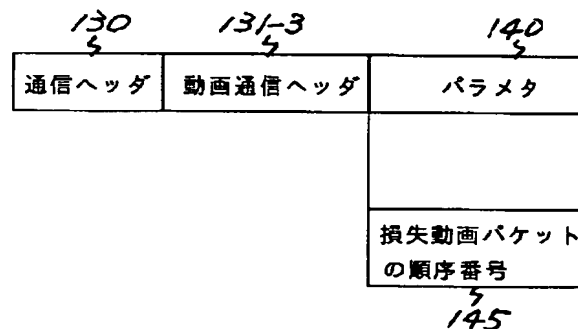 130 131-3 140
通信ヘッダ 動画通信ヘッダ パラメタ
損失動画パケット
の順序番号
145